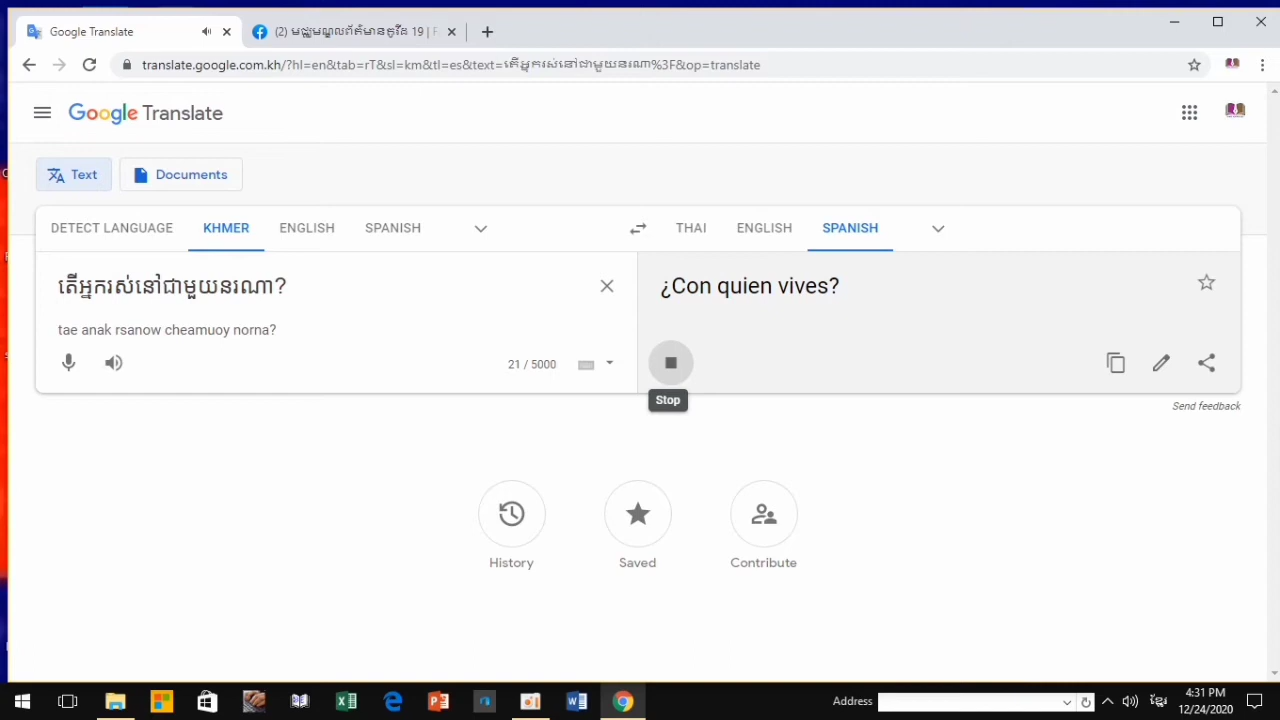 Google Translate
(2) មជ្ឈមណ្ឌលព័ត៌មានកូវីដ 19 | F
translate.google.com.kh/?hl=en&tab=rT&sl=km&tl=es&text=តើអ្នករស់នៅជាមួយនរណា%3F&op=translate
Google Translate
Text
Documents
DETECT LANGUAGE KHMER ENGLISH SPANISH THAI ENGLISH SPANISH
តើអ្នករស់នៅជាមួយនរណា? ¿Con quien vives?
tae anak rsanow cheamuoy norna?
21 / 5000
Stop
Send feedback
History Saved Contribute
Address
4:31 PM
12/24/2020